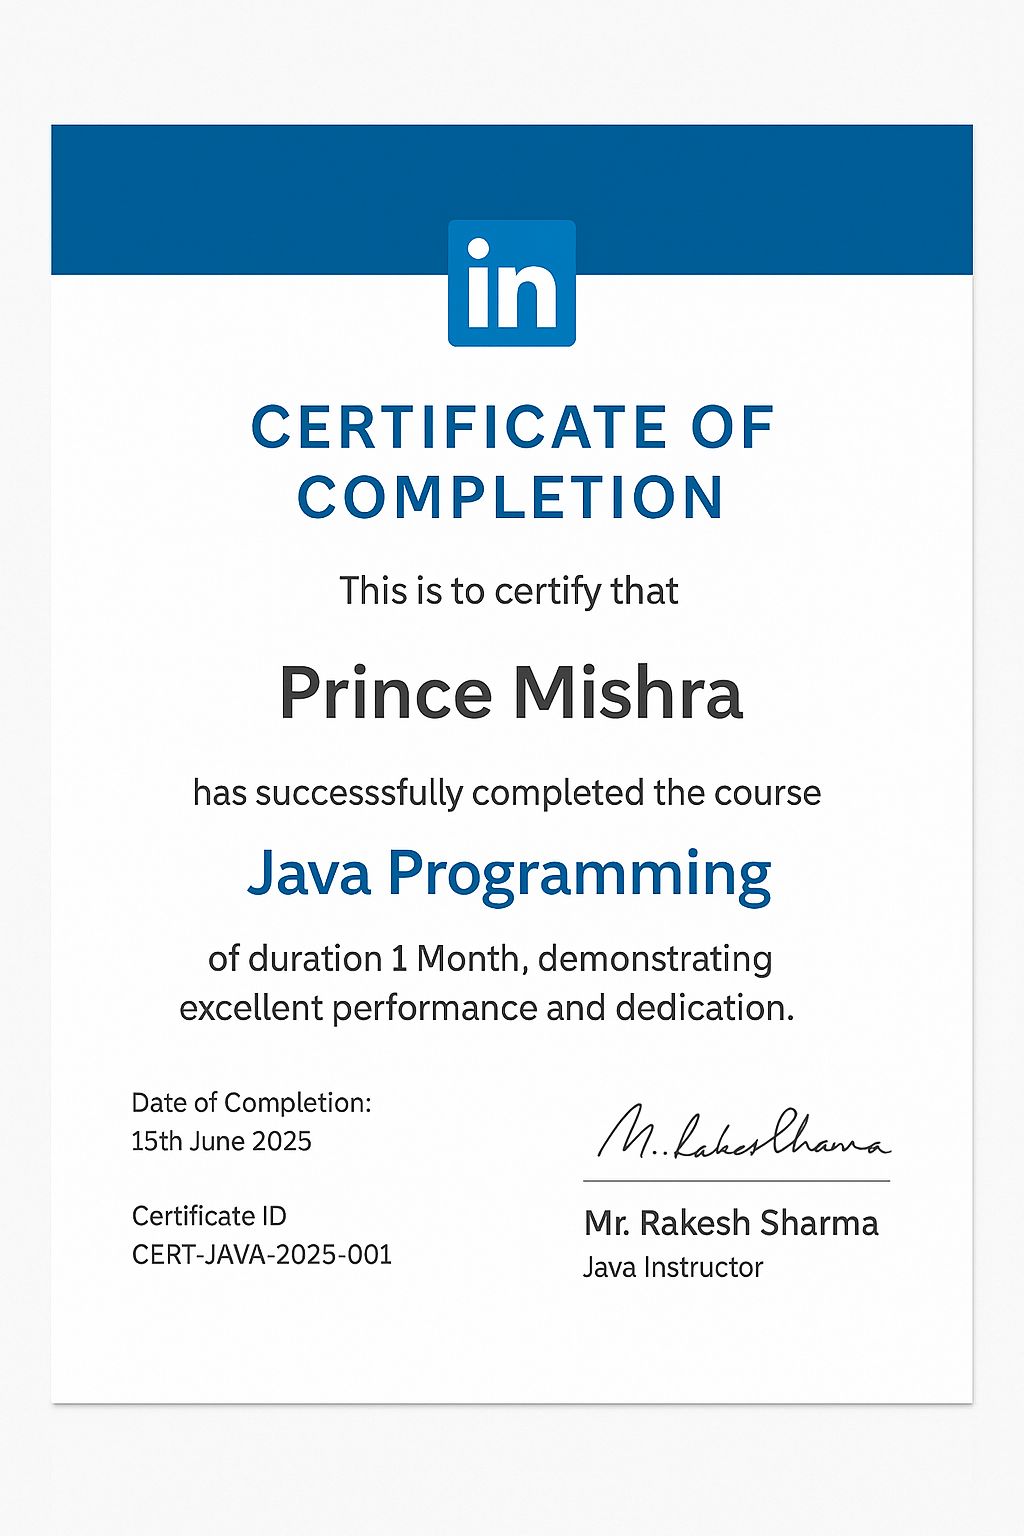 in
CERTIFICATE OF
COMPLETION
This is to certify that
Prince Mishra
has successsfully completed the course
Java Programming
of duration 1 Month, demonstrating
excellent performance and dedication.
Date of Completion:
15th June 2025
Certificate ID
CERT-JAVA-2025-001
M..RakesChama
Mr. Rakesh Sharma
Java Instructor